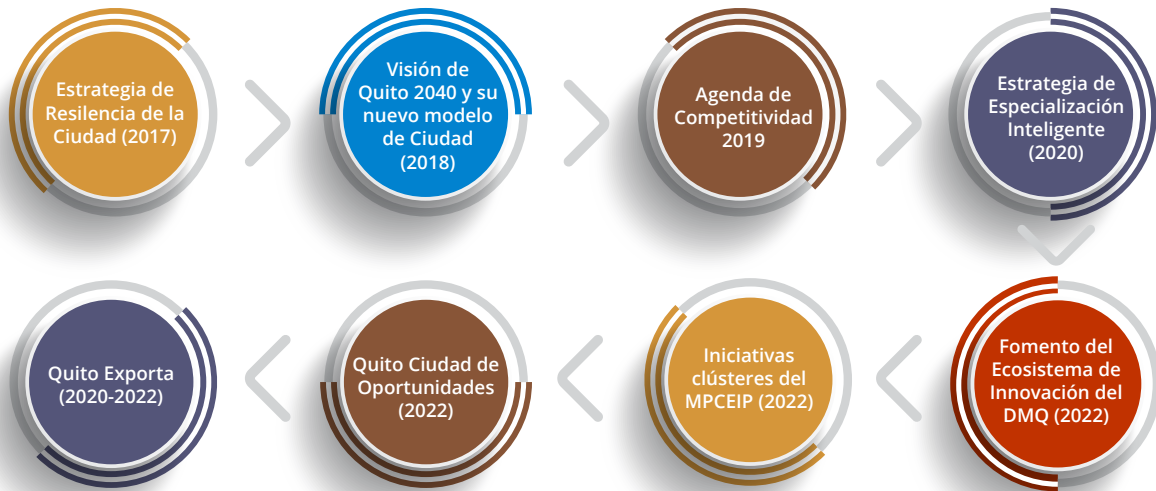 Estrategia de
Resilencia de la
Ciudad (2017)
Visión de
Quito 2040 y su
nuevo modelo
de Ciudad
(2018)
Agenda de
Competitividad
2019
Estrategia de
Especialización
Inteligente
(2020)
Fomento del
Ecosistema de
Innovación del
DMQ (2022)
Iniciativas
clústeres del
MPCEIP (2022)
Quito Ciudad de
Oportunidades
(2022)
Quito Exporta
(2020-2022)